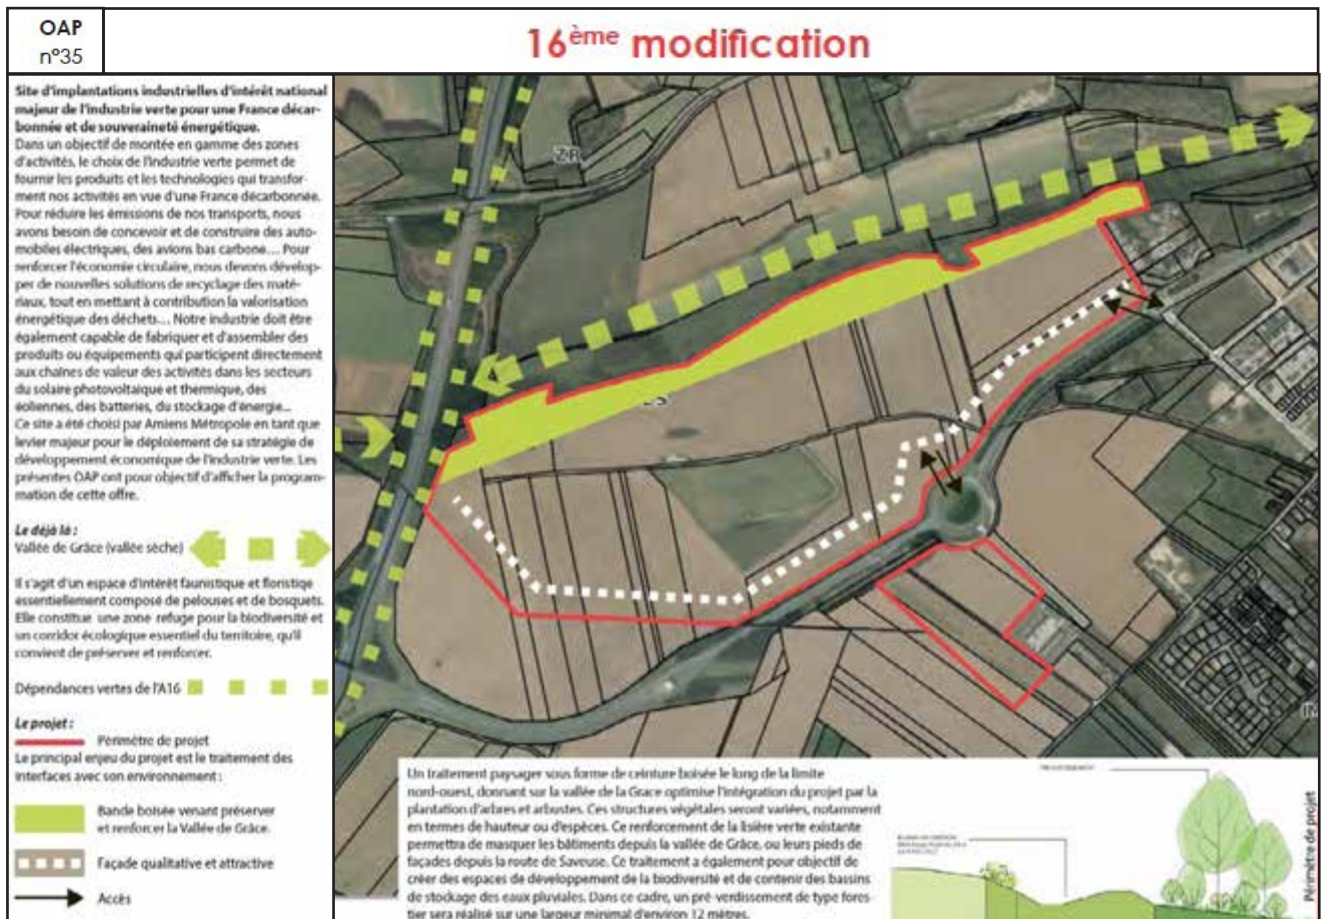 OAP
n°35
16ème modification
Site d'implantations industrielles d'intérêt national
majeur de l'industrie verte pour une France décar-
bonnée et de souveraineté énergétique.
Dans un objectif de montée en gamme des zones
d'activités, le choix de l'industrie verte permet de
fournir les produits et les technologies qui transfor-
ment nos activités en vue d'une France décarbonnée.
Pour réduire les émissions de nos transports, nous
avons besoin de concevoir et de construire des auto-
mobiles électriques, des avions bas carbone... Pour
renforcer l'économie circulaire, nous devons dévelop-
per de nouvelles solutions de recyclage des maté-
riaux, tout en mettant à contribution la valorisation
énergétique des déchets... Notre industrie doit être
également capable de fabriquer et d'assembler des
produits ou équipements qui participent directement
aux chaînes de valeur des activités dans les secteurs
du solaire photovoltaïque et thermique, des
éoliennes, des batteries, du stockage d'énergie...
Ce site a été choisi par Amiens Métropole en tant que
levier majeur pour le déploiement de sa stratégie de
développement économique de l'industrie verte. Les
présentes OAP ont pour objectif d'afficher la program-
mation de cette offre.
Le déjà là :
Vallée de Grâce (vallée sèche)
Il s'agit d'un espace d'intérêt faunistique et floristiqe
essentiellement composé de pelouses et de bosquets.
Elle constitue une zone refuge pour la biodiversité et
un corridor écologique essentiel du territoire, qu'il
convient de préserver et renforcer.
Dépendances vertes de l'A16
Le projet :
Périmètre de projet
Le principal enjeu du projet est le traitement des
interfaces avec son environnement :
Bande boisée venant préserver
et renforcer la Vallée de Grâce.
Façade qualitative et attractive
Accès
ZR
Un traitement paysager sous forme de ceinture boisée le long de la limite
nord-ouest, donnant sur la vallée de la Grace optimise l'intégration du projet par la
plantation d'arbres et arbustes. Ces structures végétales seront variées, notamment
en termes de hauteur ou d'espèces. Ce renforcement de la lisière verte existante
permettra de masquer les bâtiments depuis la vallée de Grâce, ou leurs pieds de
façades depuis la route de Saveuse. Ce traitement a également pour objectif de
créer des espaces de développement de la biodiversité et de contenir des bassins
de stockage des eaux pluviales. Dans ce cadre, un pré-verdissement de type fores-
tier sera réalisé sur une largeur minimal d'environ 12 mètres.
Périmètre de projet